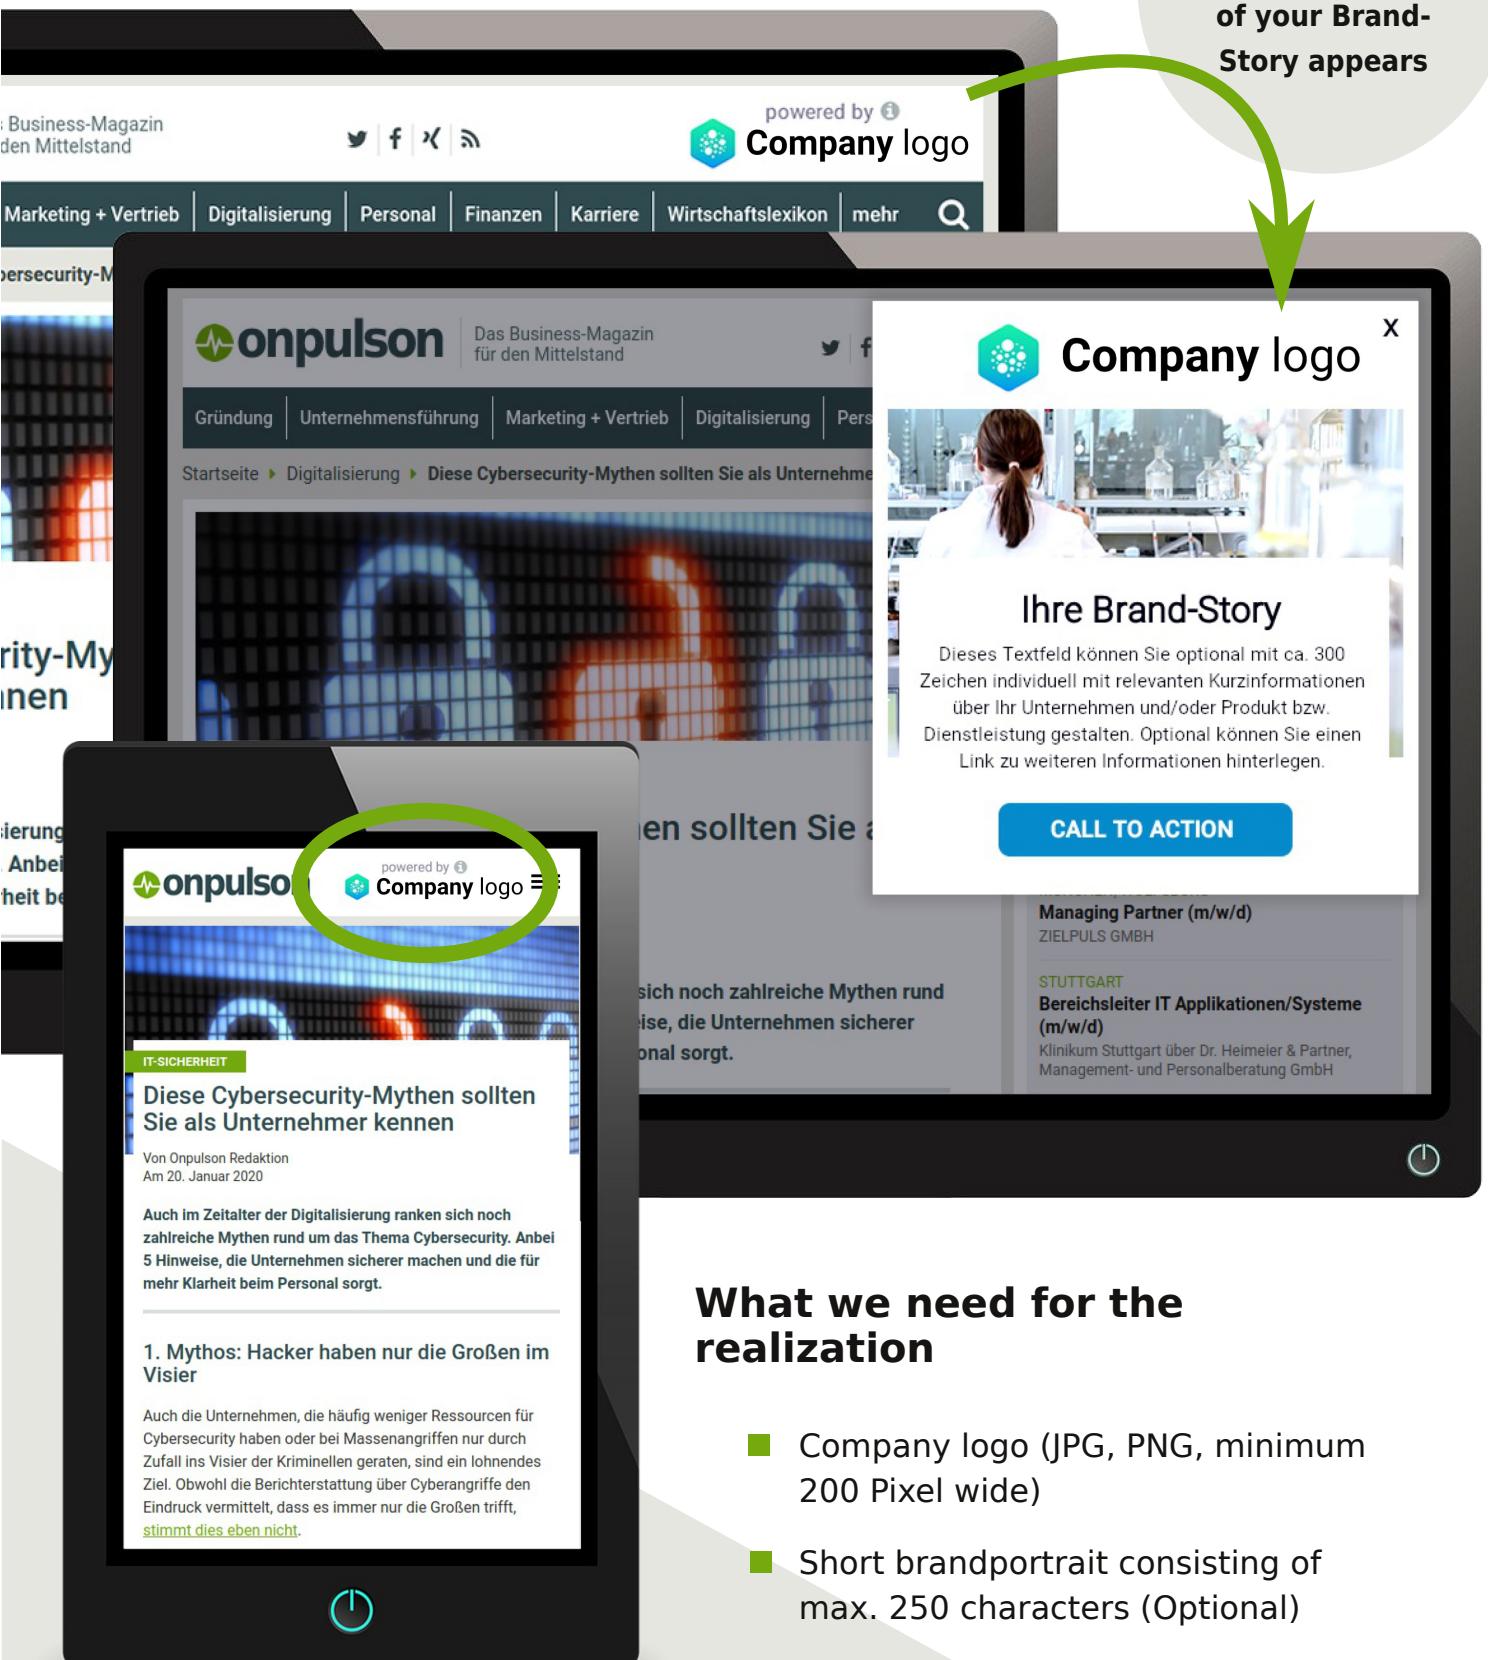 of your Brand-
Story appears
Business-Magazin
den Mittelstand
powered by
Company logo
Marketing + Vertrieb
Digitalisierung
Personal
Finanzen
Karriere
Wirtschaftslexikon
mehr
onpulson
Das Business-Magazin
für den Mittelstand
Gründung
Unternehmensführung
Marketing + Vertrieb
Digitalisierung
Pers
Startseite
Digitalisierung
Diese Cybersecurity-Mythen sollten Sie als Unternehme
X
Company logo
Ihre Brand-Story
Dieses Textfeld können Sie optional mit ca. 300
Zeichen individuell mit relevanten Kurzinformationen
über Ihr Unternehmen und/oder Produkt bzw.
Dienstleistung gestalten. Optional können Sie einen
Link zu weiteren Informationen hinterlegen.
CALL TO ACTION
rity-My
nen
sierung
Anbei
heit be
en sollten Sie
sich noch zahlreiche Mythen rund
ise, die Unternehmen sicherer
onal sorgt.
Managing Partner (m/w/d)
ZIELPULS GMBH
STUTTGART
Bereichsleiter IT Applikationen/Systeme
(m/w/d)
Klinikum Stuttgart über Dr. Heimeier & Partner,
Management- und Personalberatung GmbH
onpulson
powered by
Company logo
IT-SICHERHEIT
Diese Cybersecurity-Mythen sollten
Sie als Unternehmer kennen
Von Onpulson Redaktion
Am 20. Januar 2020
Auch im Zeitalter der Digitalisierung ranken sich noch
zahlreiche Mythen rund um das Thema Cybersecurity. Anbei
5 Hinweise, die Unternehmen sicherer machen und die für
mehr Klarheit beim Personal sorgt.
1. Mythos: Hacker haben nur die Großen im
Visier
Auch die Unternehmen, die häufig weniger Ressourcen für
Cybersecurity haben oder bei Massenangriffen nur durch
Zufall ins Visier der Kriminellen geraten, sind ein lohnendes
Ziel. Obwohl die Berichterstattung über Cyberangriffe den
Eindruck vermittelt, dass es immer nur die Großen trifft,
stimmt dies eben nicht.
What we need for the
realization
Company logo (JPG, PNG, minimum
200 Pixel wide)
Short brandportrait consisting of
max. 250 characters (Optional)